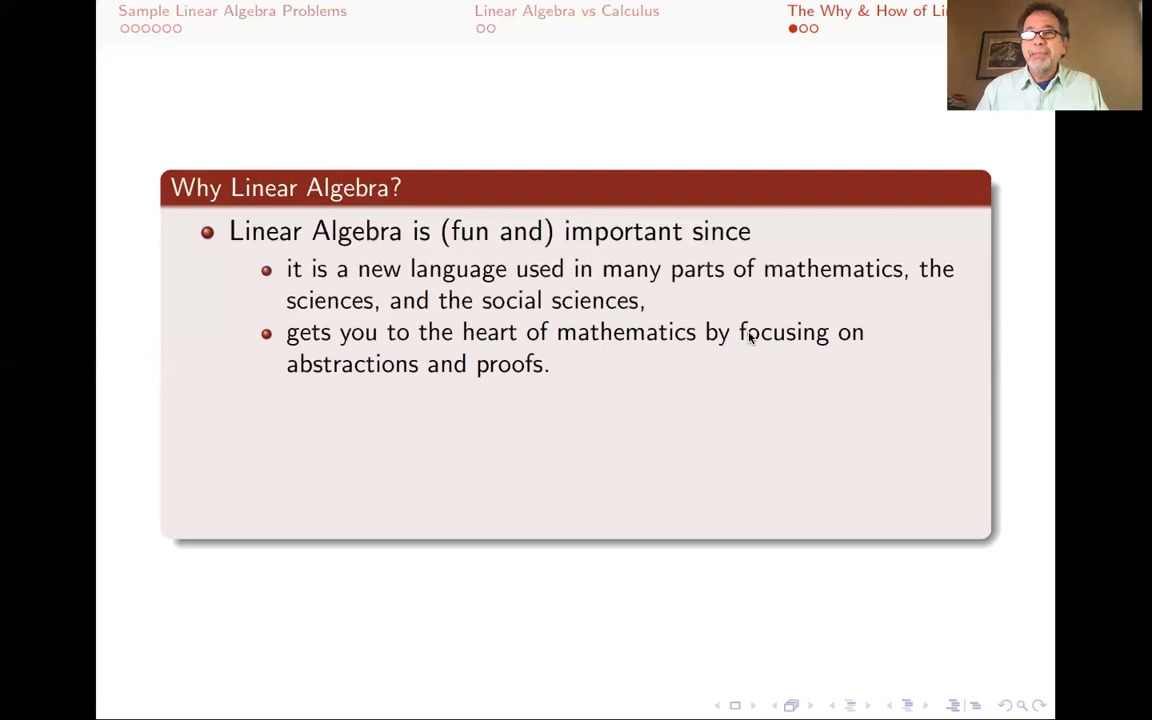 Sample Linear Algebra Problems
Linear Algebra vs Calculus
The Why & How of Li
Why Linear Algebra?
Linear Algebra is (fun and) important since
it is a new language used in many parts of mathematics, the
sciences, and the social sciences,
gets you to the heart of mathematics by focusing on
abstractions and proofs.